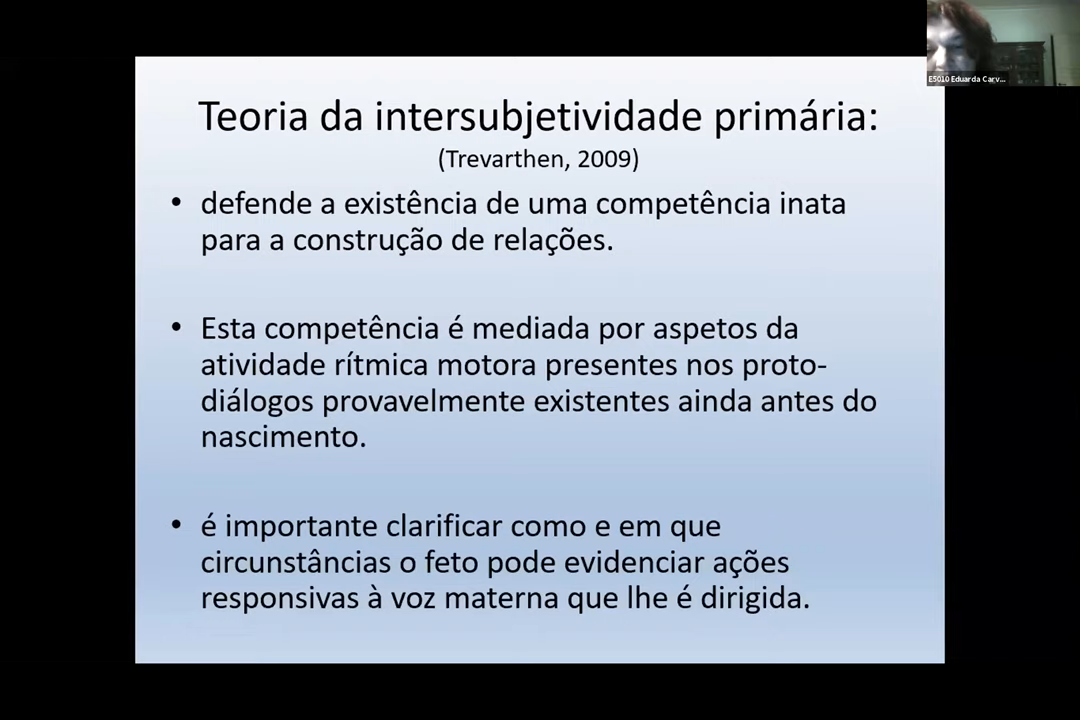 E5010 Eduarda Carv...
Teoria da intersubjetividade primária:
(Trevarthen, 2009)
• defende a existência de uma competência inata
para a construção de relações.
• Esta competência é mediada por aspetos da
atividade rítmica motora presentes nos proto-
diálogos provavelmente existentes ainda antes do
nascimento.
• é importante clarificar como e em que
circunstâncias o feto pode evidenciar ações
responsivas à voz materna que lhe é dirigida.